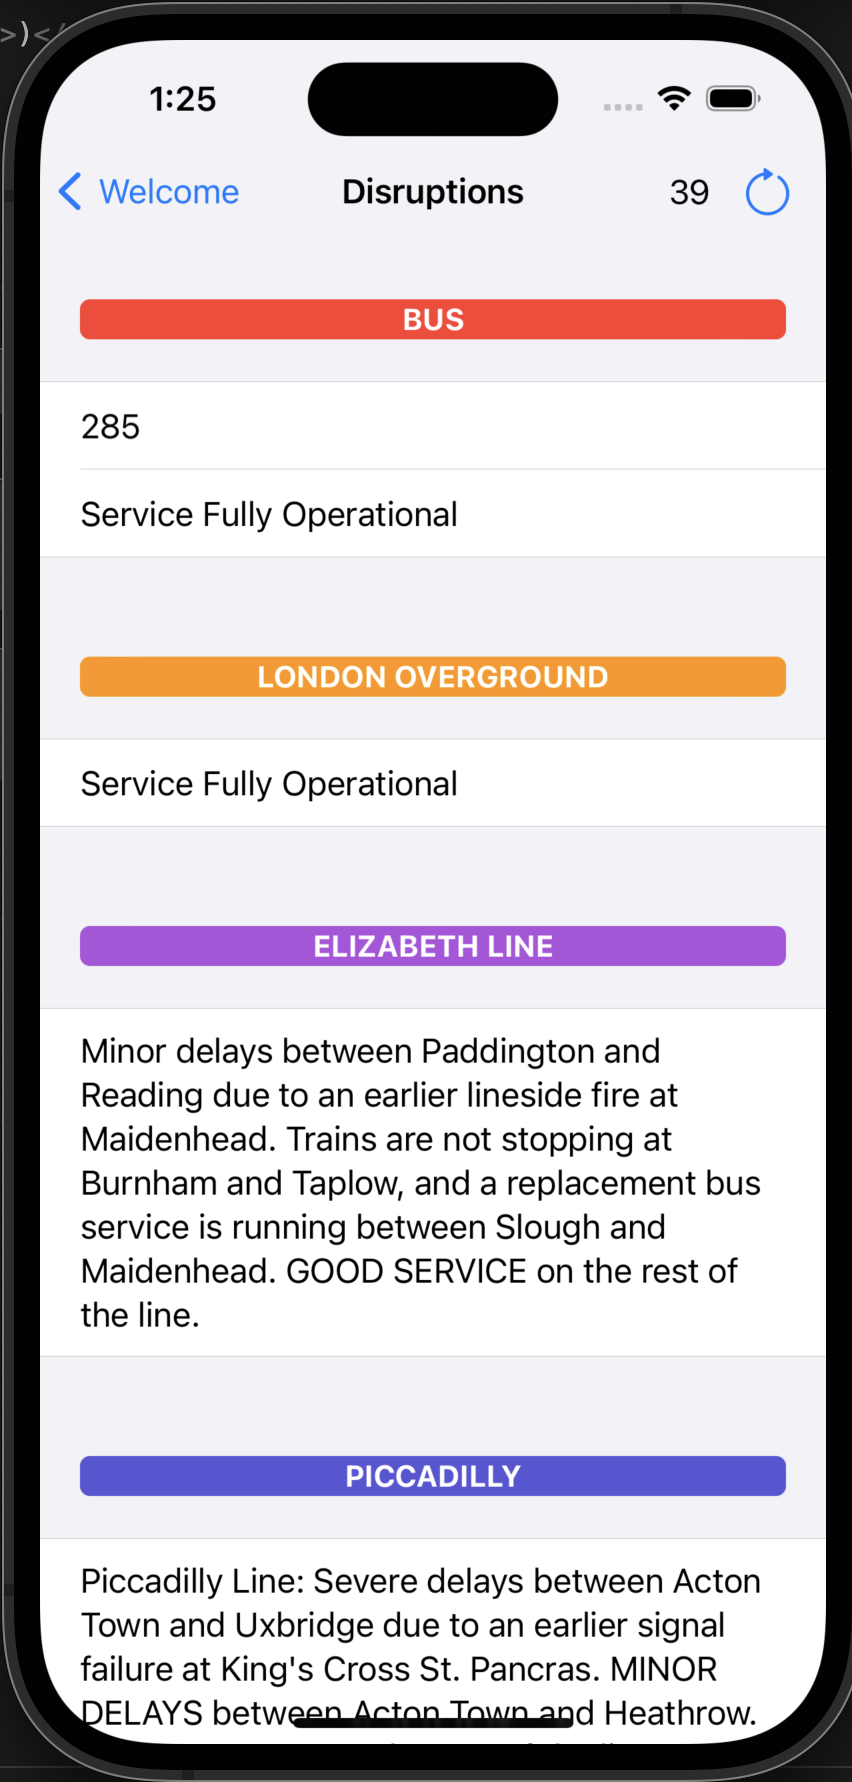 >)</
1:25
Welcome
Disruptions
39
BUS
285
Service Fully Operational
LONDON OVERGROUND
Service Fully Operational
ELIZABETH LINE
Minor delays between Paddington and
Reading due to an earlier lineside fire at
Maidenhead. Trains are not stopping at
Burnham and Taplow, and a replacement bus
service is running between Slough and
Maidenhead. GOOD SERVICE on the rest of
the line.
PICCADILLY
Piccadilly Line: Severe delays between Acton
Town and Uxbridge due to an earlier signal
failure at King's Cross St. Pancras. MINOR
DELAYS between Acton Town and Heathrow.